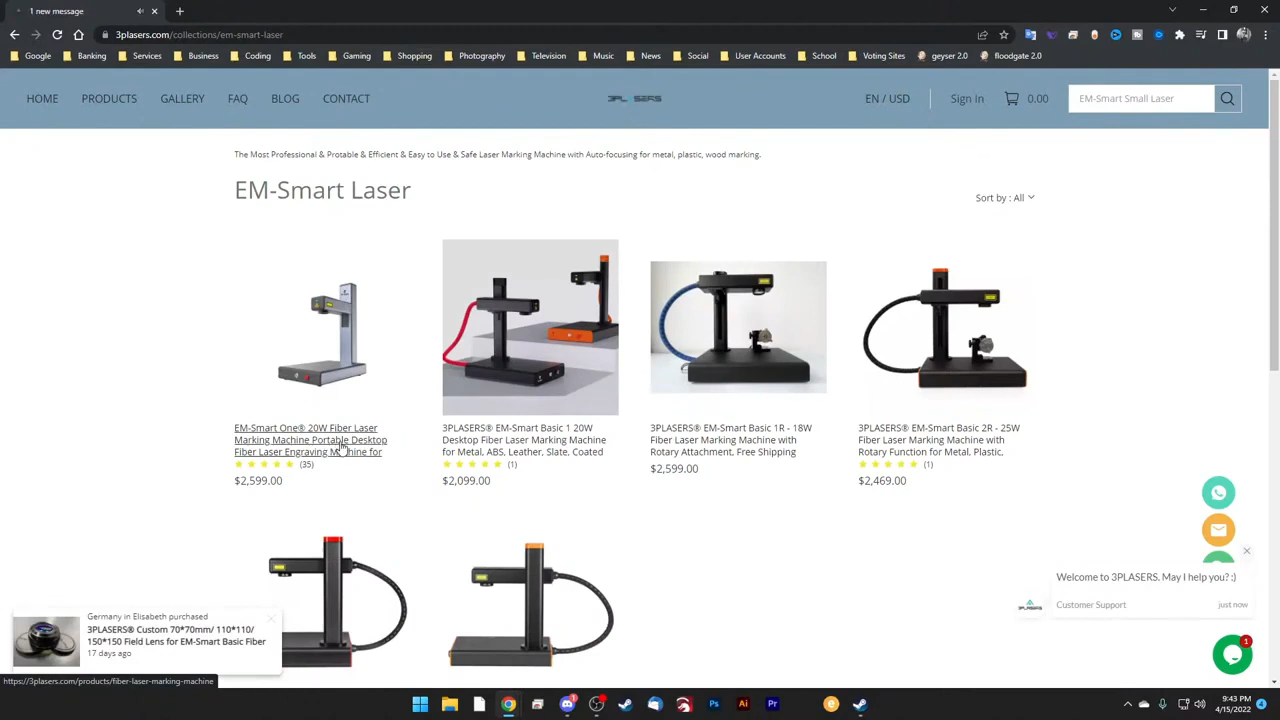 1 new message
3plasers.com/collections/em-smart-laser
Google
Banking
Services
Business
Coding
Tools
Gaming
Shopping
Photography
Television
Music
News
Social
User Accounts
School
Voting Sites
geyser 2.0
floodgate 2.0
HOME
PRODUCTS
GALLERY
FAQ
BLOG
CONTACT
3PLASERS
EN / USD
Sign In
0.00
EM-Smart Small Laser
The Most Professional & Protable & Efficient & Easy to Use & Safe Laser Marking Machine with Auto-focusing for metal, plastic, wood marking.
EM-Smart Laser
Sort by : All
EM-Smart One® 20W Fiber Laser
Marking Machine Portable Desktop
Fiber Laser Engraving Machine for
(35)
$2,599.00
3PLASERS® EM-Smart Basic 1 20W
Desktop Fiber Laser Marking Machine
for Metal, ABS, Leather, Slate, Coated
(1)
$2,099.00
3PLASERS® EM-Smart Basic 1R - 18W
Fiber Laser Marking Machine with
Rotary Attachment, Free Shipping
$2,599.00
3PLASERS® EM-Smart Basic 2R - 25W
Fiber Laser Marking Machine with
Rotary Function for Metal, Plastic,
(1)
$2,469.00
Germany in Elisabeth purchased
3PLASERS® Custom 70*70mm/ 110*110/
150*150 Field Lens for EM-Smart Basic Fiber
17 days ago
Welcome to 3PLASERS. May I help you? :)
3PLASERS
Customer Support
just now
1
https://3plasers.com/products/fiber-laser-marking-machine
1
Ps
Ai
Pr
9:43 PM
4/15/2022